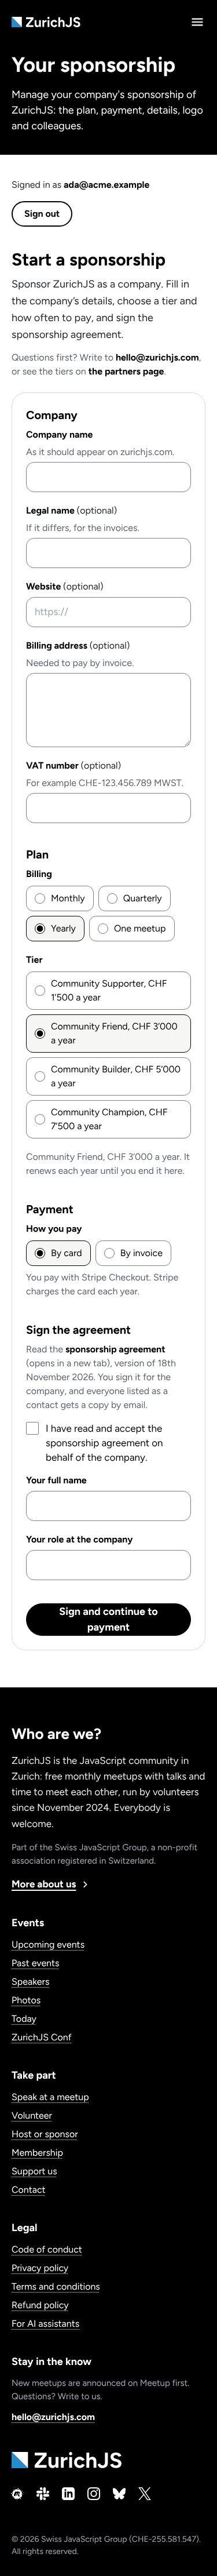 ZurichJS
Your sponsorship
Manage your company's sponsorship of
ZurichJS: the plan, payment, details, logo
and colleagues.
Signed in as ada@acme.example
Sign out
Start a sponsorship
Sponsor ZurichJS as a company. Fill in
the company's details, choose a tier and
how often to pay, and sign the
sponsorship agreement.
Questions first? Write to hello@zurichjs.com,
or see the tiers on the partners page.
Company
Company name
As it should appear on zurichjs.com.
Legal name (optional)
If it differs, for the invoices.
Website (optional)
https://
Billing address (optional)
Needed to pay by invoice.
VAT number (optional)
For example CHE-123.456.789 MWST.
Plan
Billing
Monthly
Quarterly
Yearly
One meetup
Tier
Community Supporter, CHF
1'500 a year
Community Friend, CHF 3'000
a year
Community Builder, CHF 5'000
a year
Community Champion, CHF
7'500 a year
Community Friend, CHF 3'000 a year. It
renews each year until you end it here.
Payment
How you pay
By card
By invoice
You pay with Stripe Checkout. Stripe
charges the card each year.
Sign the agreement
Read the sponsorship agreement
(opens in a new tab), version of 18th
November 2026. You sign it for the
company, and everyone listed as a
contact gets a copy by email.
I have read and accept the
sponsorship agreement on
behalf of the company.
Your full name
Your role at the company
Sign and continue to
payment
Who are we?
ZurichJS is the JavaScript community in
Zurich: free monthly meetups with talks and
time to meet each other, run by volunteers
since November 2024. Everybody is
welcome.
Part of the Swiss JavaScript Group, a non-profit
association registered in Switzerland.
More about us
Events
Upcoming events
Past events
Speakers
Photos
Today
ZurichJS Conf
Take part
Speak at a meetup
Volunteer
Host or sponsor
Membership
Support us
Contact
Legal
Code of conduct
Privacy policy
Terms and conditions
Refund policy
For AI assistants
Stay in the know
New meetups are announced on Meetup first.
Questions? Write to us.
hello@zurichjs.com
ZurichJS
© 2026 Swiss JavaScript Group (CHE-255.581.547).
All rights reserved.